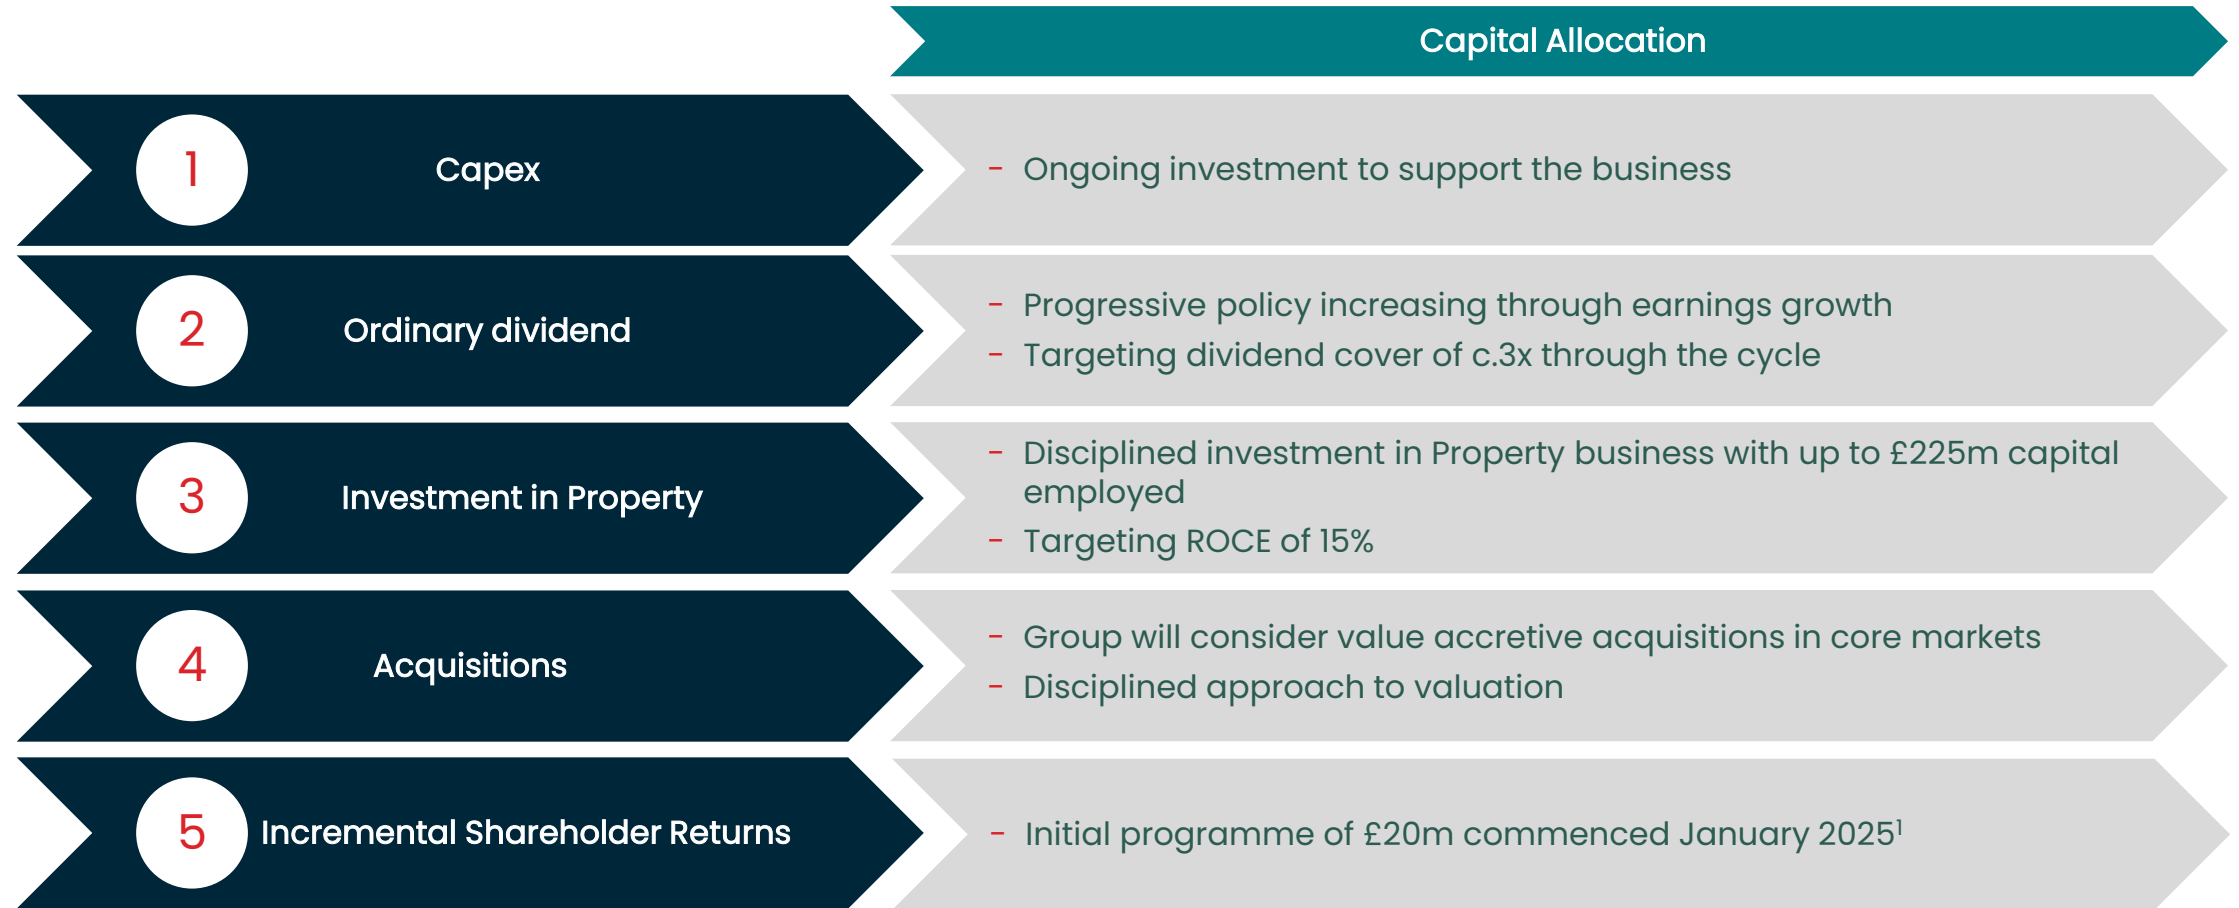 Capital Allocation
1
Capex
- Ongoing investment to support the business
2
Ordinary dividend
- Progressive policy increasing through earnings growth
- Targeting dividend cover of c.3x through the cycle
3
Investment in Property
- Disciplined investment in Property business with up to £225m capital
employed
- Targeting ROCE of 15%
4
Acquisitions
- Group will consider value accretive acquisitions in core markets
- Disciplined approach to valuation
5
Incremental Shareholder Returns
- Initial programme of £20m commenced January 2025¹